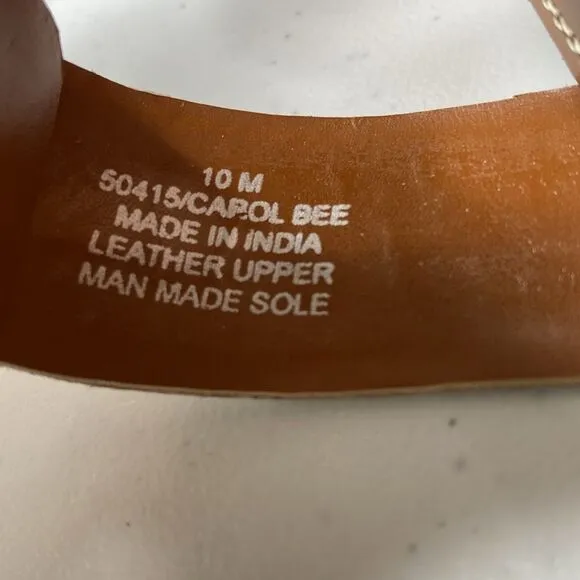 10 M
50415/CAROL BEE
MADE IN INDIA
LEATHER UPPER
MAN MADE SOLE